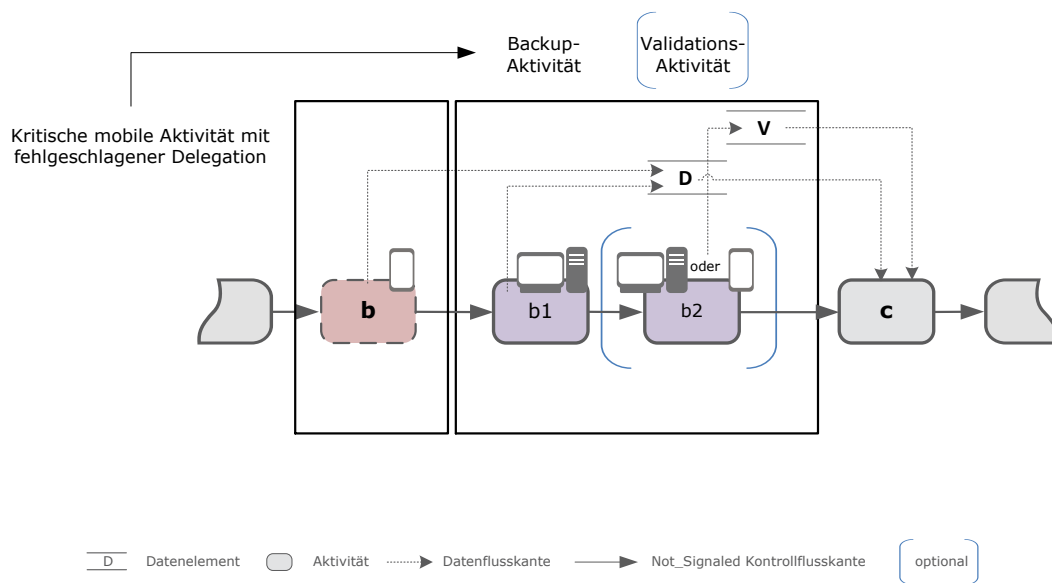 Backup-
Aktivität
Validations-
Aktivität
Kritische mobile Aktivität mit
fehlgeschlagener Delegation
V
D
oder
b
b1
b2
c
D
Datenelement
Aktivität
Datenflusskante
Not_Signaled Kontrollflusskante
optional